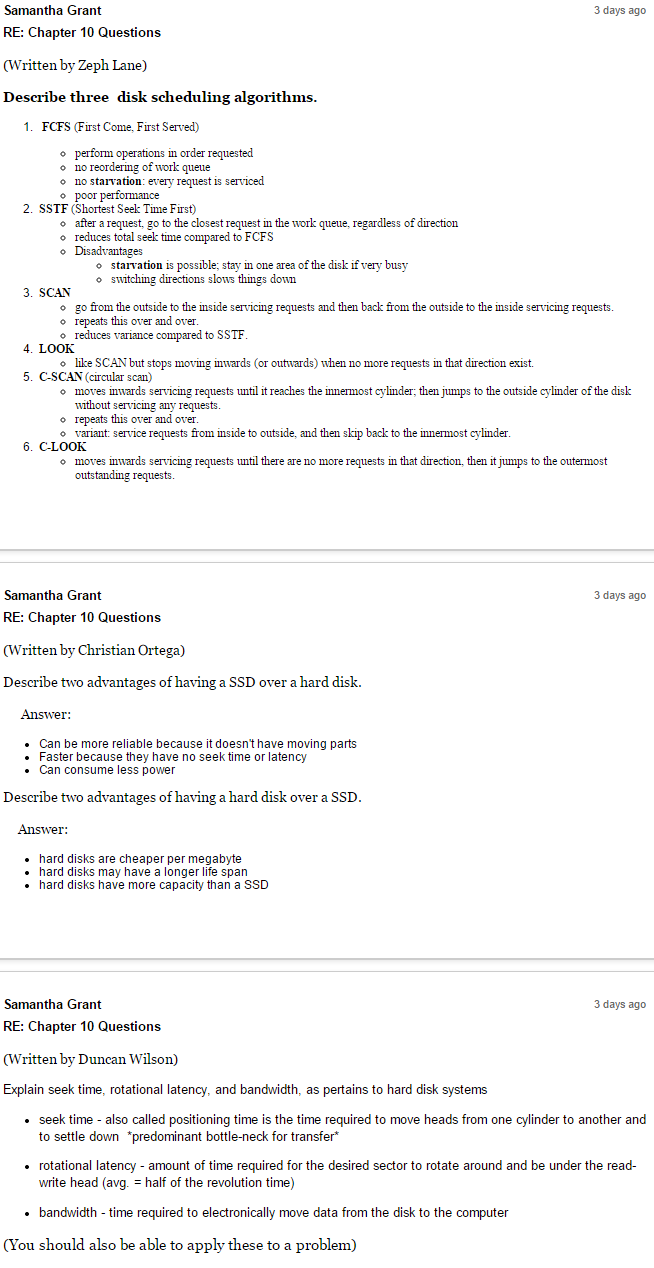 Samantha Grant 3 days ago
RE: Chapter 10 Questions
(Written by Zeph Lane)
Describe three  disk scheduling algorithms.
1. FCFS (First Come, First Served)
○ perform operations in order requested
○ no reordering of work queue
○ no starvation: every request is serviced
○ poor performance
2. SSTF (Shortest Seek Time First)
○ after a request, go to the closest request in the work queue, regardless of direction
○ reduces total seek time compared to FCFS
○ Disadvantages
○ starvation is possible; stay in one area of the disk if very busy
○ switching directions slows things down
3. SCAN
○ go from the outside to the inside servicing requests and then back from the outside to the inside servicing requests.
○ repeats this over and over.
○ reduces variance compared to SSTF.
4. LOOK
○ like SCAN but stops moving inwards (or outwards) when no more requests in that direction exist.
5. C-SCAN (circular scan)
○ moves inwards servicing requests until it reaches the innermost cylinder; then jumps to the outside cylinder of the disk
without servicing any requests.
○ repeats this over and over.
○ variant: service requests from inside to outside, and then skip back to the innermost cylinder.
6. C-LOOK
○ moves inwards servicing requests until there are no more requests in that direction, then it jumps to the outermost
outstanding requests.
Samantha Grant 3 days ago
RE: Chapter 10 Questions
(Written by Christian Ortega)
Describe two advantages of having a SSD over a hard disk.
Answer:
• Can be more reliable because it doesn't have moving parts
• Faster because they have no seek time or latency
• Can consume less power
Describe two advantages of having a hard disk over a SSD.
Answer:
• hard disks are cheaper per megabyte
• hard disks may have a longer life span
• hard disks have more capacity than a SSD
Samantha Grant 3 days ago
RE: Chapter 10 Questions
(Written by Duncan Wilson)
Explain seek time, rotational latency, and bandwidth, as pertains to hard disk systems
• seek time - also called positioning time is the time required to move heads from one cylinder to another and
to settle down  *predominant bottle-neck for transfer*
• rotational latency - amount of time required for the desired sector to rotate around and be under the read-
write head (avg. = half of the revolution time)
• bandwidth - time required to electronically move data from the disk to the computer
(You should also be able to apply these to a problem)